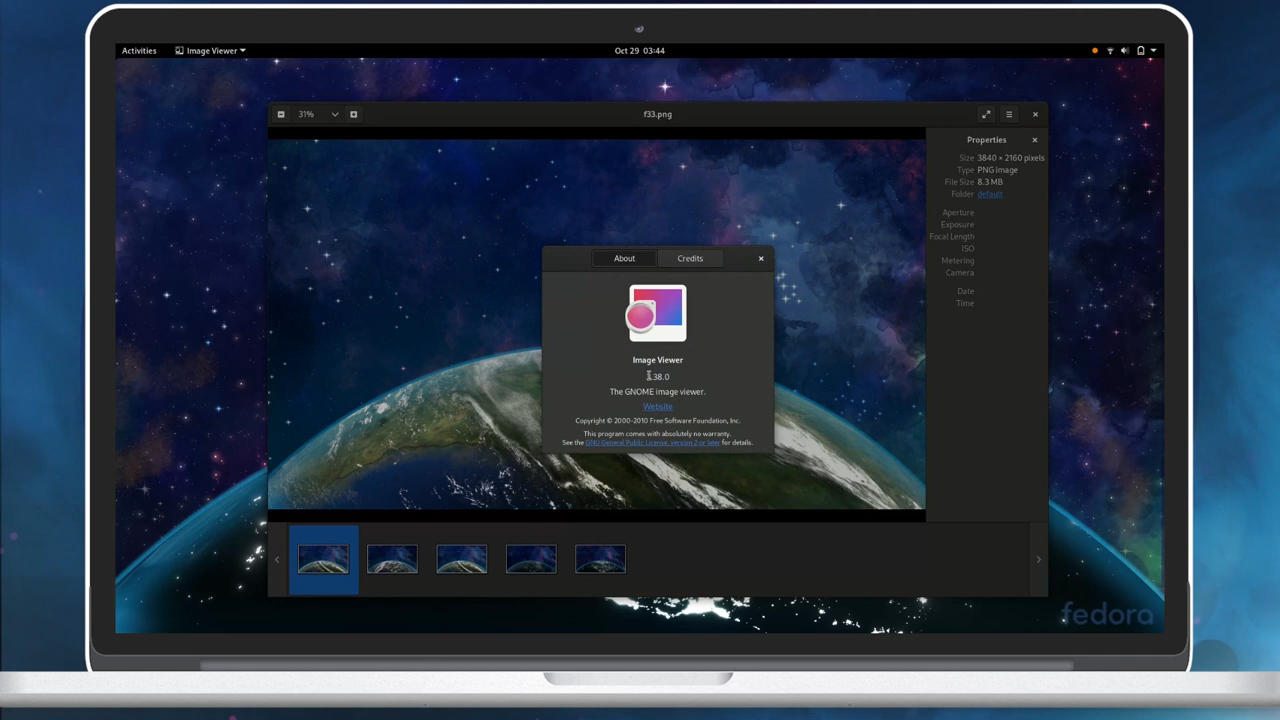 Activities
Image Viewer
Oct 29 03:44
31%
f33.png
Properties
Size 3840 × 2160 pixels
Type PNG image
File Size 8.3 MB
Folder default
Aperture
Exposure
Focal Length
ISO
Metering
Camera
Date
Time
About
Credits
Image Viewer
.38.0
The GNOME image viewer.
Website
Copyright © 2000-2010 Free Software Foundation, Inc.
This program comes with absolutely no warranty.
See the GNU General Public License, version 2 or later for details.
fedora